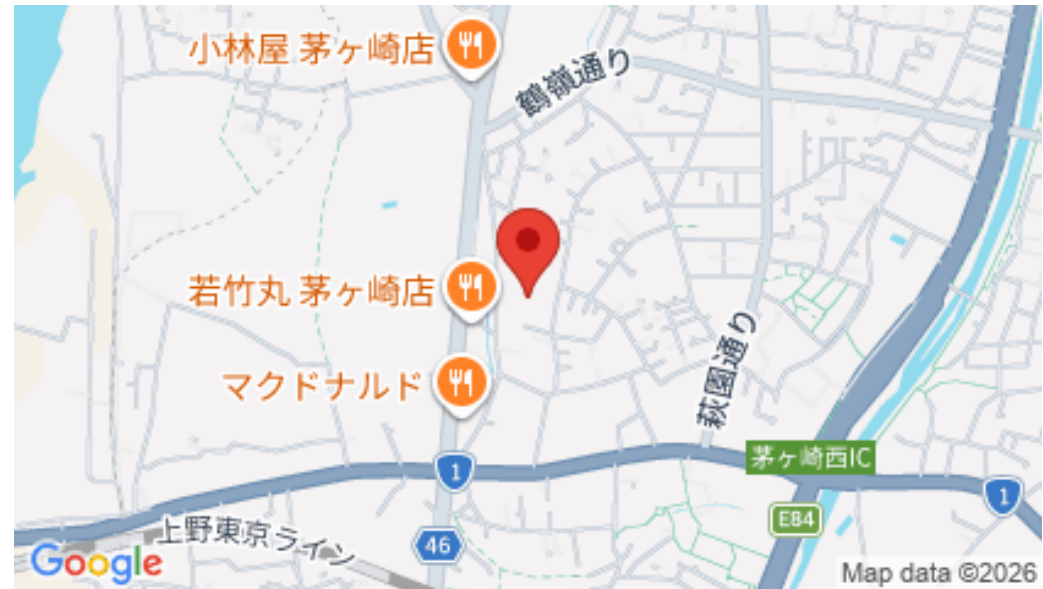 小林屋 茅ヶ崎店
鶴嶺通り
若竹丸 茅ヶ崎店
マクドナルド
萩園通り
茅ヶ崎西IC
1
1
E84
上野東京ライン
46
Google
Map data ©2026